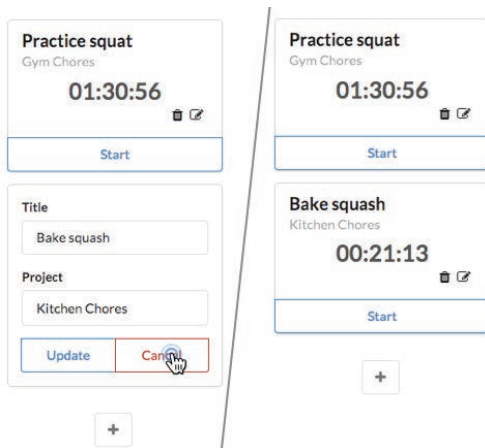 Practice squat
Gym Chores
01:30:56
Start
Title
Bake squash
Project
Kitchen Chores
Update
+
Practice squat
Gym Chores
01:30:56
Start
Bake squash
Kitchen Chores
00:21:13
Start
+